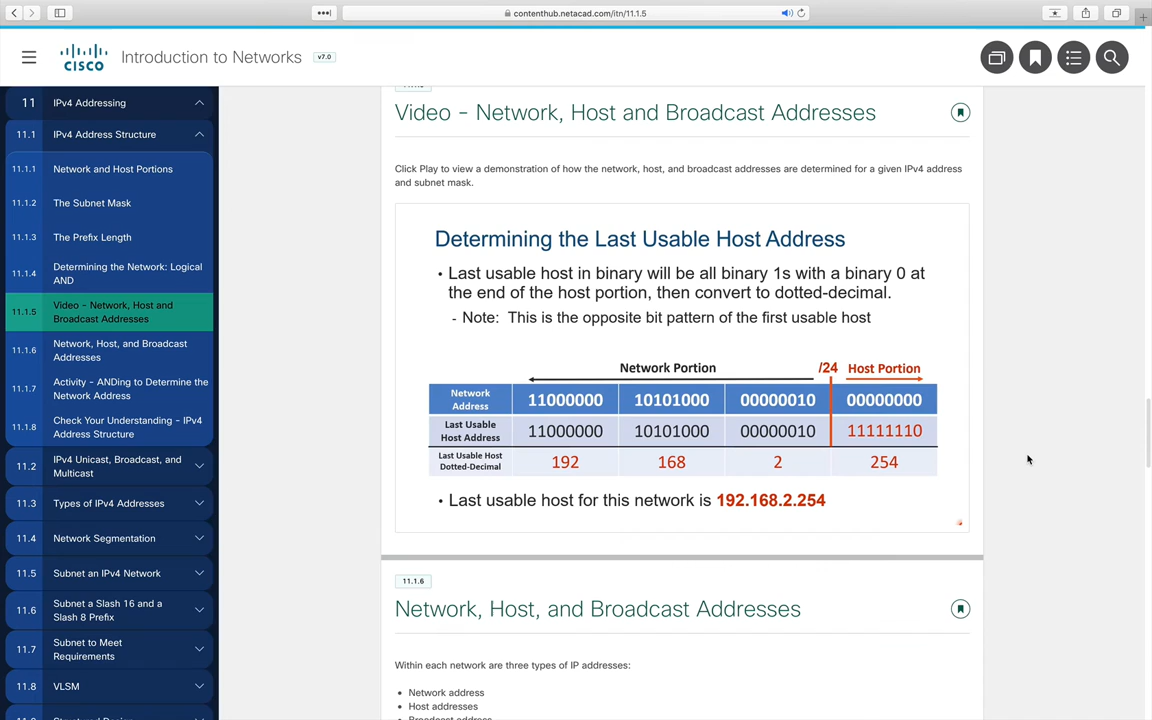 contenthub.netacad.com/itn/11.1.5
CISCO
Introduction to Networks
v7.0
11 IPv4 Addressing
11.1 IPv4 Address Structure
11.1.1 Network and Host Portions
11.1.2 The Subnet Mask
11.1.3 The Prefix Length
11.1.4 Determining the Network: Logical
AND
11.1.5 Video - Network, Host and
Broadcast Addresses
11.1.6 Network, Host, and Broadcast
Addresses
11.1.7 Activity - ANDing to Determine the
Network Address
11.1.8 Check Your Understanding - IPv4
Address Structure
11.2 IPv4 Unicast, Broadcast, and
Multicast
11.3 Types of IPv4 Addresses
11.4 Network Segmentation
11.5 Subnet an IPv4 Network
11.6 Subnet a Slash 16 and a
Slash 8 Prefix
11.7 Subnet to Meet
Requirements
11.8 VLSM
Video - Network, Host and Broadcast Addresses
Click Play to view a demonstration of how the network, host, and broadcast addresses are determined for a given IPv4 address
and subnet mask.
Determining the Last Usable Host Address
• Last usable host in binary will be all binary 1s with a binary 0 at
the end of the host portion, then convert to dotted-decimal.
- Note: This is the opposite bit pattern of the first usable host
Network Portion /24 Host Portion
Network
Address 11000000 10101000 00000010 00000000
Last Usable
Host Address 11000000 10101000 00000010 11111110
Last Usable Host
Dotted-Decimal 192 168 2 254
• Last usable host for this network is 192.168.2.254
11.1.6
Network, Host, and Broadcast Addresses
Within each network are three types of IP addresses:
• Network address
• Host addresses
• Broadcast address